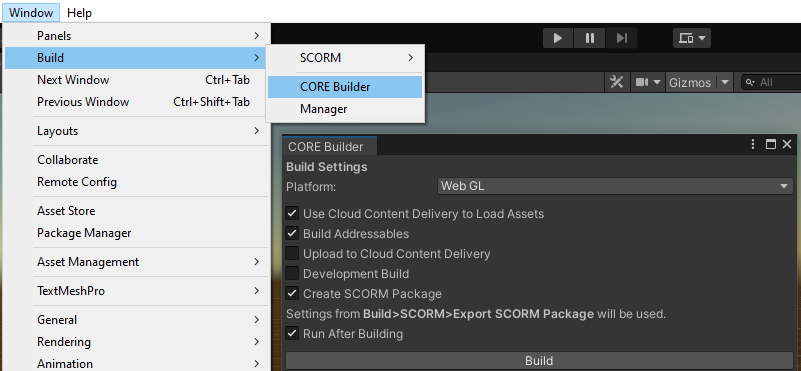 Window Help
Panels
Build
Next Window Ctrl+Tab
Previous Window Ctrl+Shift+Tab
Layouts
Collaborate
Remote Config
Asset Store
Package Manager
Asset Management
TextMeshPro
General
Rendering
Animation
SCORM
CORE Builder
Manager
Gizmos All
CORE Builder
Build Settings
Platform: Web GL
Use Cloud Content Delivery to Load Assets
Build Addressables
Upload to Cloud Content Delivery
Development Build
Create SCORM Package
Settings from Build>SCORM>Export SCORM Package will be used.
Run After Building
Build